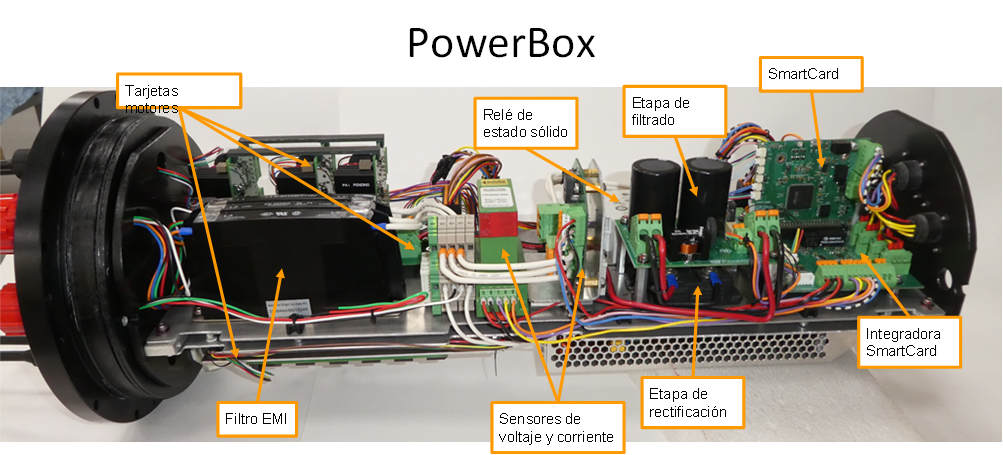 PowerBox
SmartCard
Tarjetas
motores
Relé de
estado sólido
Etapa de
filtrado
Integradora
SmartCard
Filtro EMI
Sensores de
voltaje y corriente
Etapa de
rectificación